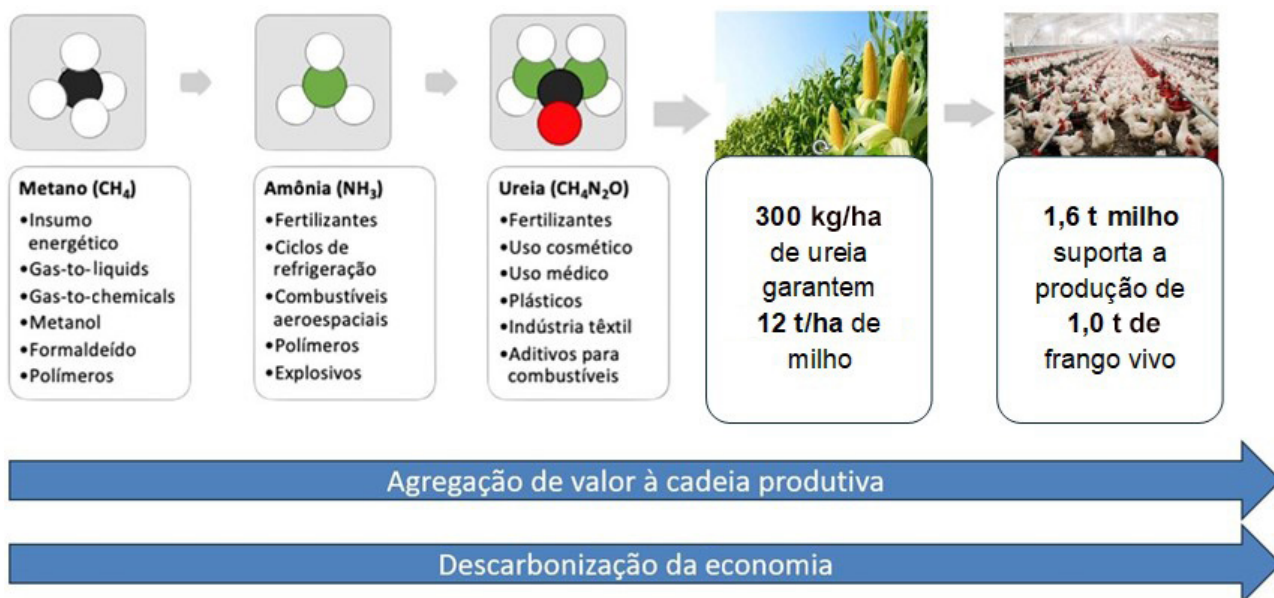 Metano (CH₄)
•Insumo
energético
•Gas-to-liquids
•Gas-to-chemicals
•Metanol
•Formaldeído
•Polímeros
Amônia (NH₃)
•Fertilizantes
•Ciclos de
refrigeração
•Combustíveis
aeroespaciais
•Polímeros
•Explosivos
Ureia (CH₄N₂O)
•Fertilizantes
•Uso cosmético
•Uso médico
•Plásticos
•Indústria têxtil
•Aditivos para
combustíveis
300 kg/ha
de ureia
garantem
12 t/ha de
milho
1,6 t milho
suporta a
produção de
1,0 t de
frango vivo
Agregação de valor à cadeia produtiva
Descarbonização da economia